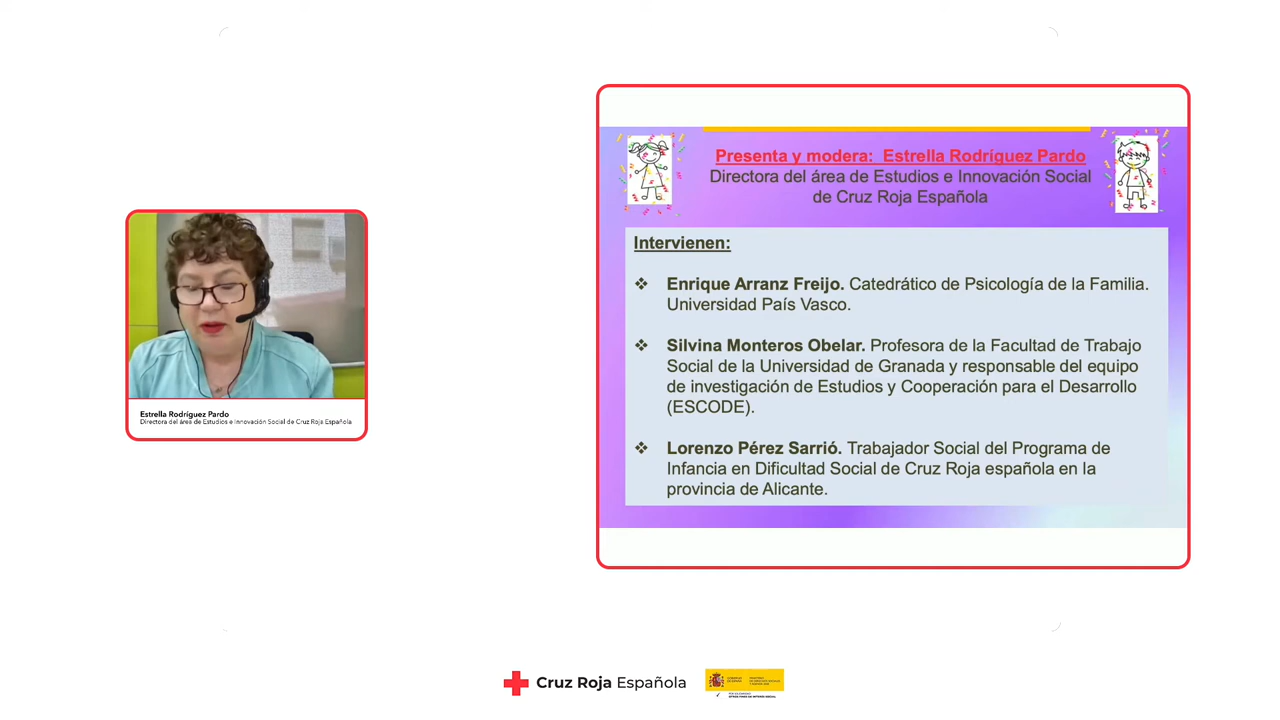 Presenta y modera: Estrella Rodríguez Pardo
Directora del área de Estudios e Innovación Social
de Cruz Roja Española
Intervienen:
❖ Enrique Arranz Freijo. Catedrático de Psicología de la Familia.
Universidad País Vasco.
❖ Silvina Monteros Obelar. Profesora de la Facultad de Trabajo
Social de la Universidad de Granada y responsable del equipo
de investigación de Estudios y Cooperación para el Desarrollo
(ESCODE).
❖ Lorenzo Pérez Sarrió. Trabajador Social del Programa de
Infancia en Dificultad Social de Cruz Roja española en la
provincia de Alicante.
Estrella Rodríguez Pardo
Directora del área de Estudios e Innovación Social de Cruz Roja Española
Cruz Roja Española